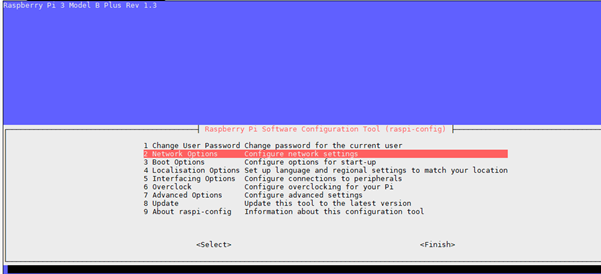 Raspberry Pi 3 Model B Plus Rev 1.3
Raspberry Pi Software Configuration Tool (raspi-config)
1 Change User Password Change password for the current user
2 Network Options Configure network settings
3 Boot Options Configure options for start-up
4 Localisation Options Set up language and regional settings to match your location
5 Interfacing Options Configure connections to peripherals
6 Overclock Configure overclocking for your Pi
7 Advanced Options Configure advanced settings
8 Update Update this tool to the latest version
9 About raspi-config Information about this configuration tool
<Select> <Finish>